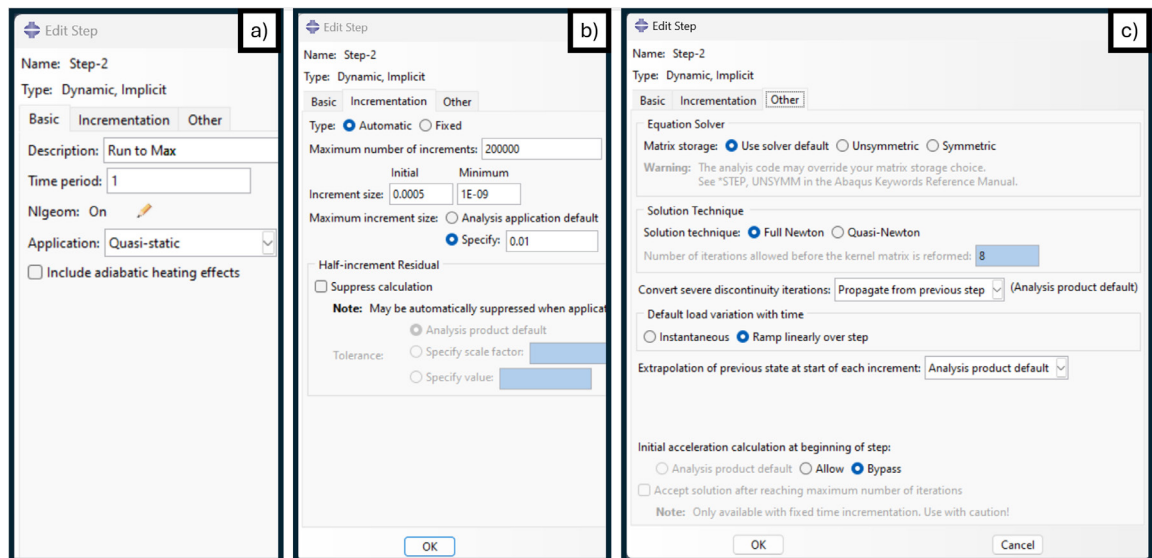 a)
Edit Step
Name: Step-2
Type: Dynamic, Implicit
Basic Incrementation Other
Description: Run to Max
Time period: 1
Nlgeom: On
Application: Quasi-static
Include adiabatic heating effects
b)
Edit Step
Name: Step-2
Type: Dynamic, Implicit
Basic Incrementation Other
Type: Automatic Fixed
Maximum number of increments: 200000
Initial Minimum
Increment size: 0.0005 1E-09
Maximum increment size: Analysis application default
Specify: 0.01
Half-increment Residual
Suppress calculation
Note: May be automatically suppressed when applicat
Analysis product default
Tolerance: Specify scale factor:
Specify value:
OK
c)
Edit Step
Name: Step-2
Type: Dynamic, Implicit
Basic Incrementation Other
Equation Solver
Matrix storage: Use solver default Unsymmetric Symmetric
Warning: The analysis code may override your matrix storage choice.
See *STEP, UNSYMM in the Abaqus Keywords Reference Manual.
Solution Technique
Solution technique: Full Newton Quasi-Newton
Number of iterations allowed before the kernel matrix is reformed: 8
Convert severe discontinuity iterations: Propagate from previous step (Analysis product default)
Default load variation with time
Instantaneous Ramp linearly over step
Extrapolation of previous state at start of each increment: Analysis product default
Initial acceleration calculation at beginning of step:
Analysis product default Allow Bypass
Accept solution after reaching maximum number of iterations
Note: Only available with fixed time incrementation. Use with caution!
OK Cancel